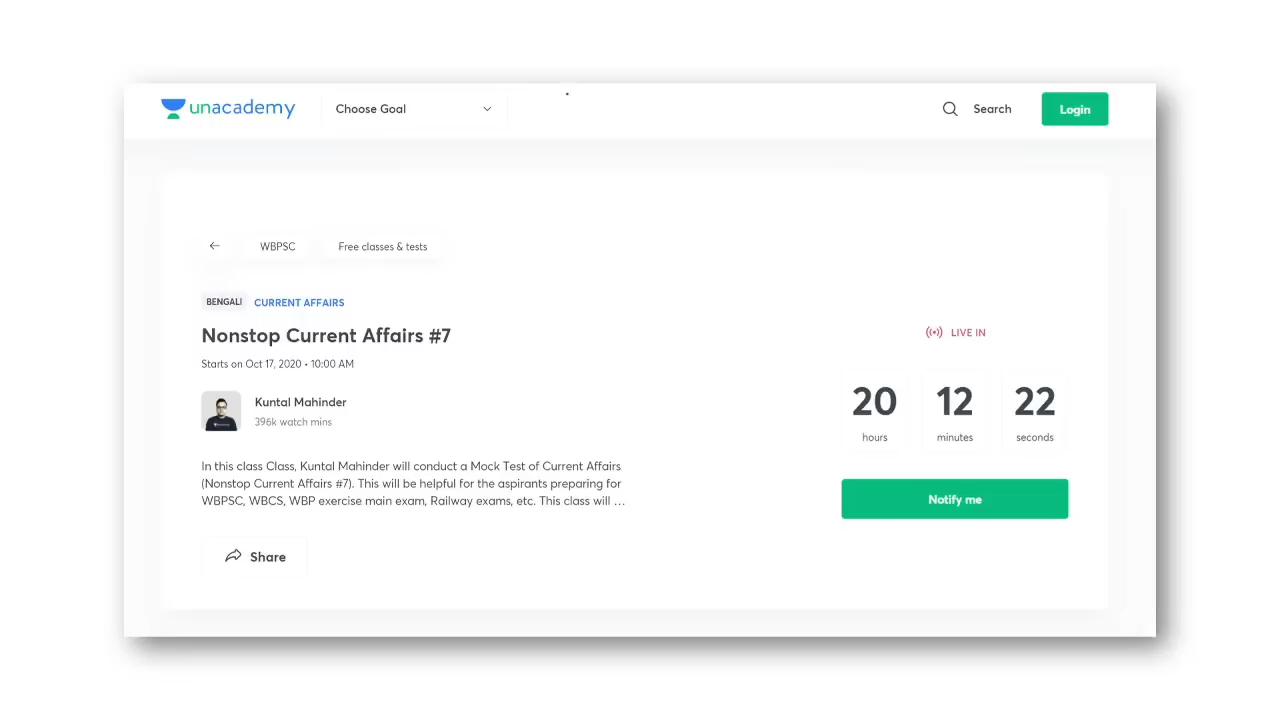 unacademy
Choose Goal
Search
Login
WBPSC
Free classes & tests
BENGALI CURRENT AFFAIRS
Nonstop Current Affairs #7
Starts on Oct 17, 2020 • 10:00 AM
Kuntal Mahinder
396k watch mins
In this class Class, Kuntal Mahinder will conduct a Mock Test of Current Affairs
(Nonstop Current Affairs #7). This will be helpful for the aspirants preparing for
WBPSC, WBCS, WBP exercise main exam, Railway exams, etc. This class will …
Share
LIVE IN
20 12 22
hours minutes seconds
Notify me